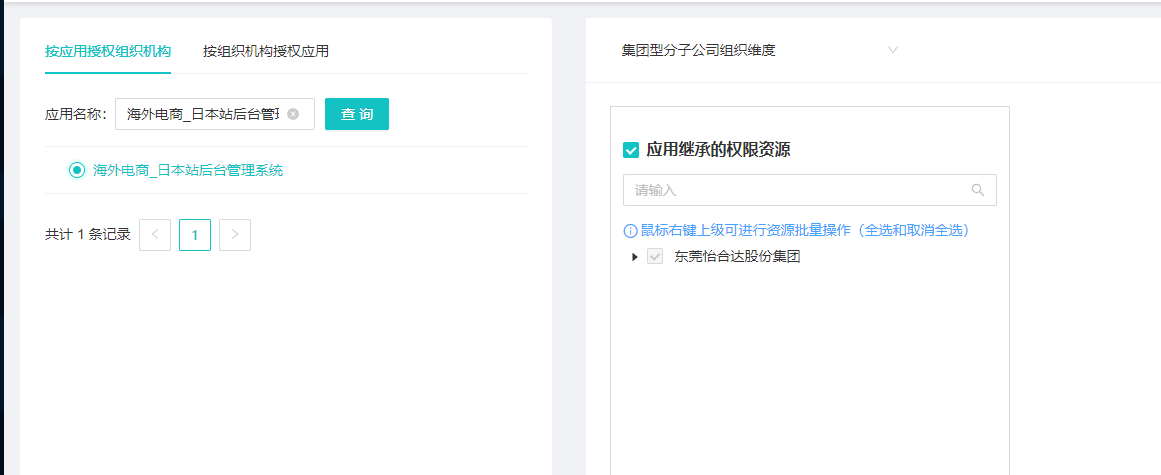 按应用授权组织机构 按组织机构授权应用
应用名称: 海外电商_日本站后台管 查 询
海外电商_日本站后台管理系统
共计 1 条记录 < 1 >
集团型分子公司组织维度
应用继承的权限资源
请输入
鼠标右键上级可进行资源批量操作（全选和取消全选）
东莞怡合达股份集团